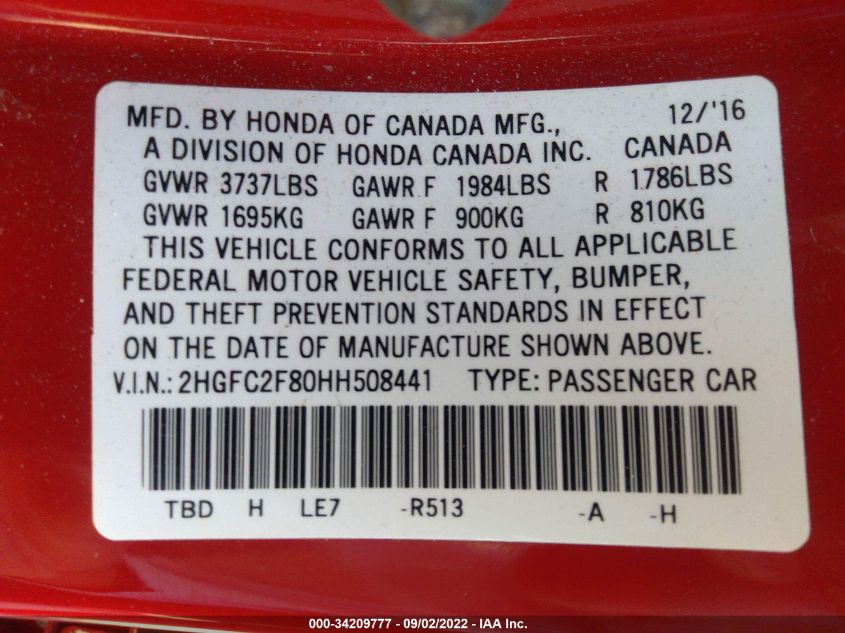 MFD. BY HONDA OF CANADA MFG., 12/'16
A DIVISION OF HONDA CANADA INC. CANADA
GVWR 3737LBS GAWR F 1984LBS R 1786LBS
GVWR 1695KG GAWR F 900KG R 810KG
THIS VEHICLE CONFORMS TO ALL APPLICABLE
FEDERAL MOTOR VEHICLE SAFETY, BUMPER,
AND THEFT PREVENTION STANDARDS IN EFFECT
ON THE DATE OF MANUFACTURE SHOWN ABOVE.
V.I.N.: 2HGFC2F80HH508441 TYPE: PASSENGER CAR
TBD H LE7 -R513 -A -H
000-34209777 - 09/02/2022 - IAA Inc.